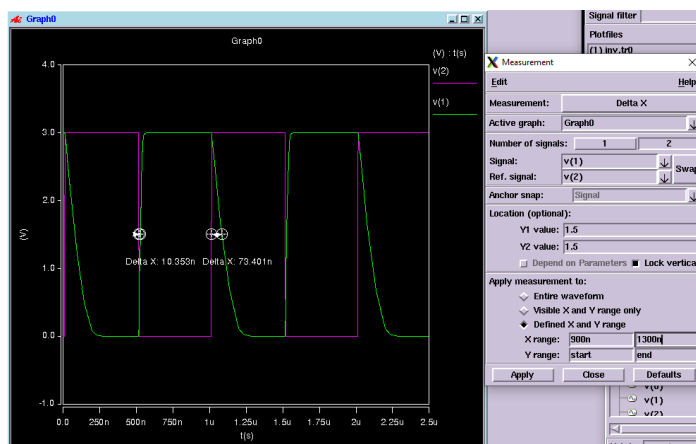 Graph0
Graph0
(V) : t(s)
v(2)
v(1)
4.0
3.0
2.0
1.0
0.0
-1.0
(V)
Delta X: 10.353n
Delta X: 73.401n
0.0
250n
500n
750n
1u
1.25u
1.5u
1.75u
2.0u
2.25u
2.5u
t(s)
Signal filter
Plotfiles
(1) inv.tr0
Measurement
Edit
Help
Measurement:
Delta X
Active graph:
Graph0
Number of signals:
1
2
Signal:
v(1)
Ref. signal:
v(2)
Swap
Anchor snap:
Signal
Location (optional):
Y1 value:
1.5
Y2 value:
1.5
Depend on Parameters
Lock vertica
Apply measurement to:
Entire waveform
Visible X and Y range only
Defined X and Y range
X range:
900n
1300n
Y range:
start
end
Apply
Close
Defaults
v(1)
v(2)